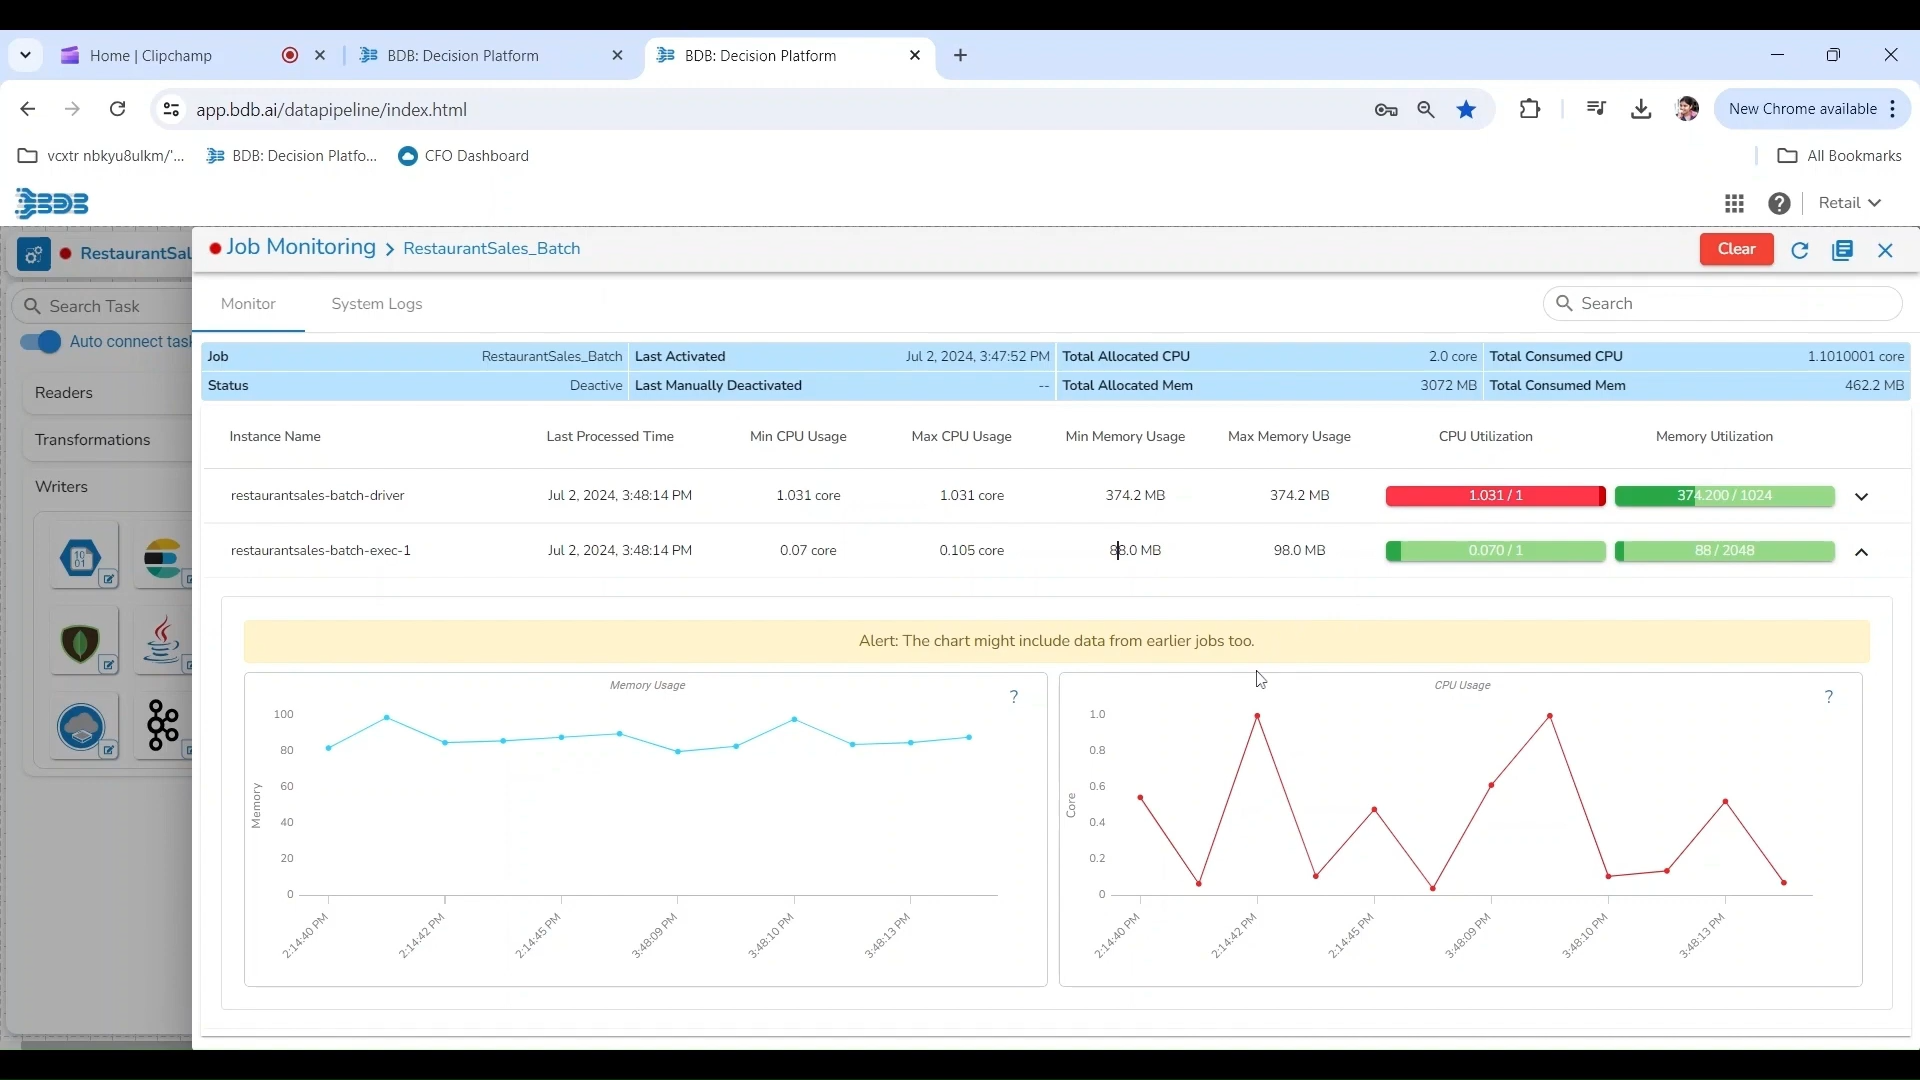 Home | Clipchamp
BDB: Decision Platform
BDB: Decision Platform
app.bdb.ai/datapipeline/index.html
New Chrome available
vcxtr nbkyu8ulkm/'...
BDB: Decision Platfo...
CFO Dashboard
All Bookmarks
BDB
Retail
RestaurantSal
Job Monitoring > RestaurantSales_Batch
Clear
Search Task
Monitor
System Logs
Search
Auto connect task
Job RestaurantSales_Batch Last Activated Jul 2, 2024, 3:47:52 PM Total Allocated CPU 2.0 core Total Consumed CPU 1.1010001 core
Status Deactive Last Manually Deactivated -- Total Allocated Mem 3072 MB Total Consumed Mem 462.2 MB
Readers
Transformations
Writers
Instance Name Last Processed Time Min CPU Usage Max CPU Usage Min Memory Usage Max Memory Usage CPU Utilization Memory Utilization
restaurantsales-batch-driver Jul 2, 2024, 3:48:14 PM 1.031 core 1.031 core 374.2 MB 374.2 MB 1.031 / 1 374.200 / 1024
restaurantsales-batch-exec-1 Jul 2, 2024, 3:48:14 PM 0.07 core 0.105 core 88.0 MB 98.0 MB 0.070 / 1 88 / 2048
Alert: The chart might include data from earlier jobs too.
Memory Usage
?
100
80
60
40
20
0
Memory
2:14:40 PM
2:14:42 PM
2:14:45 PM
3:48:09 PM
3:48:10 PM
3:48:13 PM
CPU Usage
?
1.0
0.8
0.6
0.4
0.2
0
Core
2:14:40 PM
2:14:42 PM
2:14:45 PM
3:48:09 PM
3:48:10 PM
3:48:13 PM